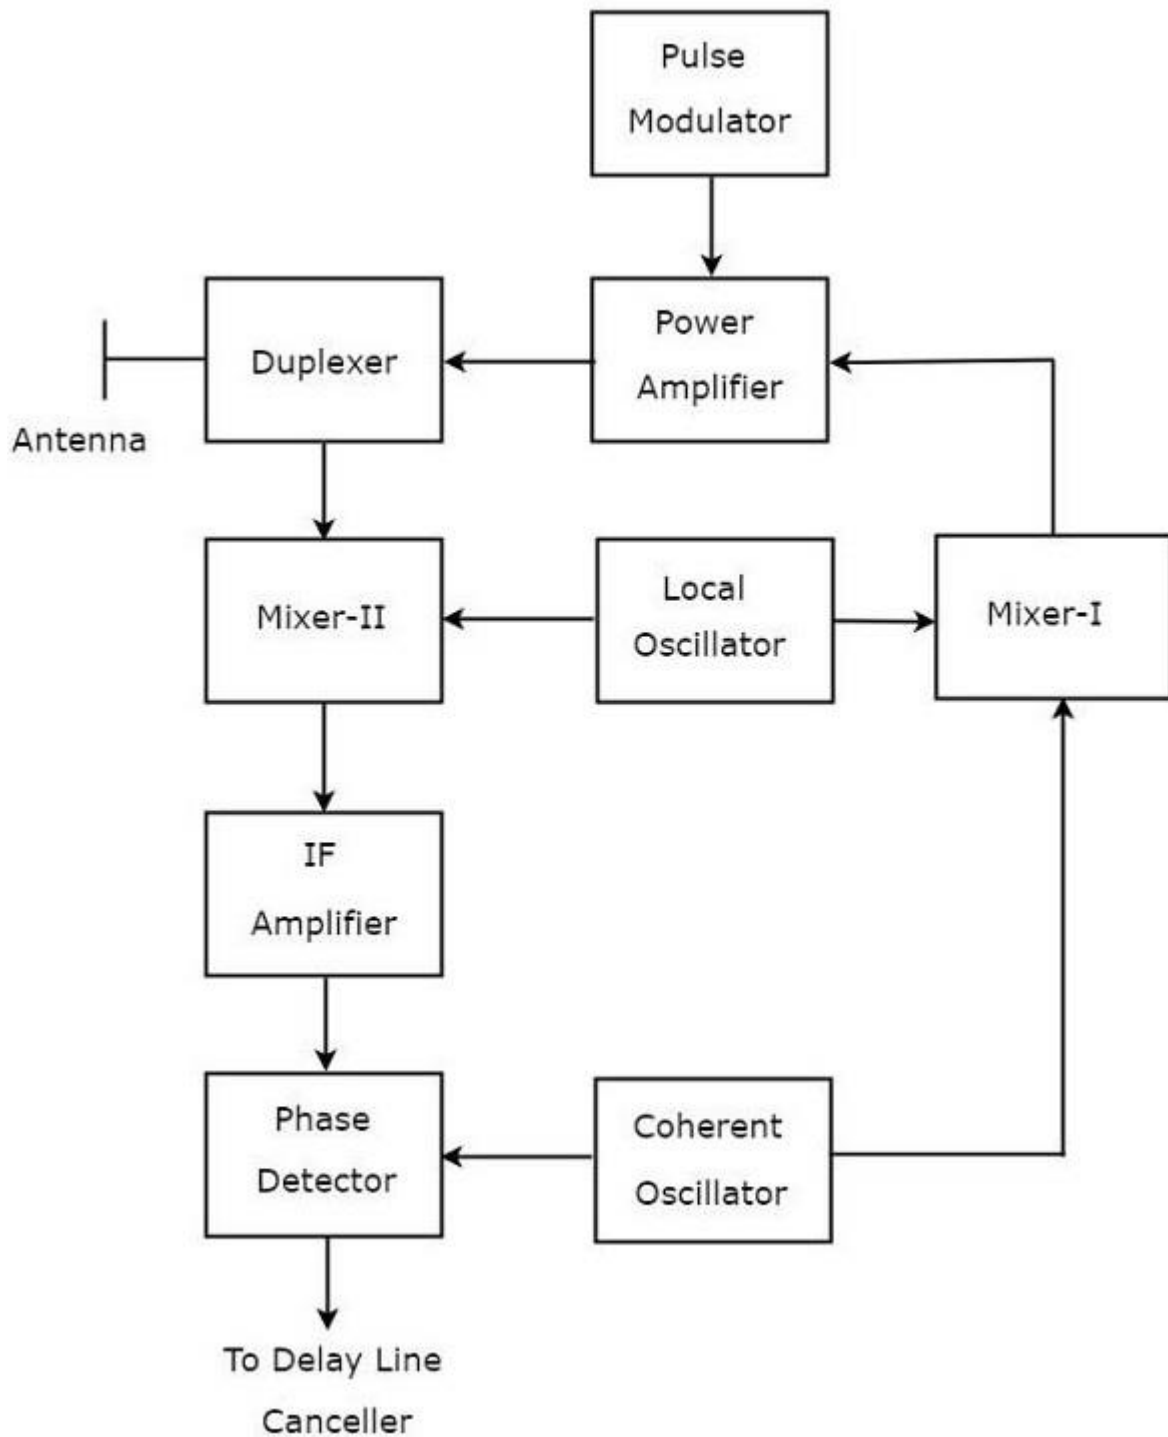 Pulse
Modulator
Power
Amplifier
Duplexer
Antenna
Mixer-II
Local
Oscillator
Mixer-I
IF
Amplifier
Phase
Detector
Coherent
Oscillator
To Delay Line
Canceller